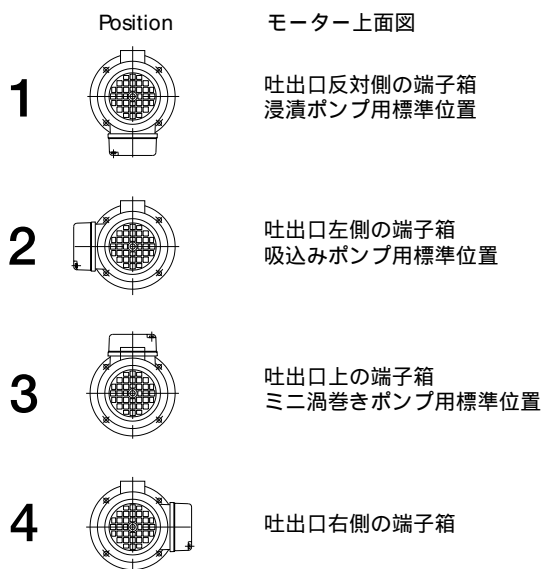 Position モーター上面図
1 吐出口反対側の端子箱
浸漬ポンプ用標準位置
2 吐出口左側の端子箱
吸込みポンプ用標準位置
3 吐出口上の端子箱
ミニ渦巻きポンプ用標準位置
4 吐出口右側の端子箱